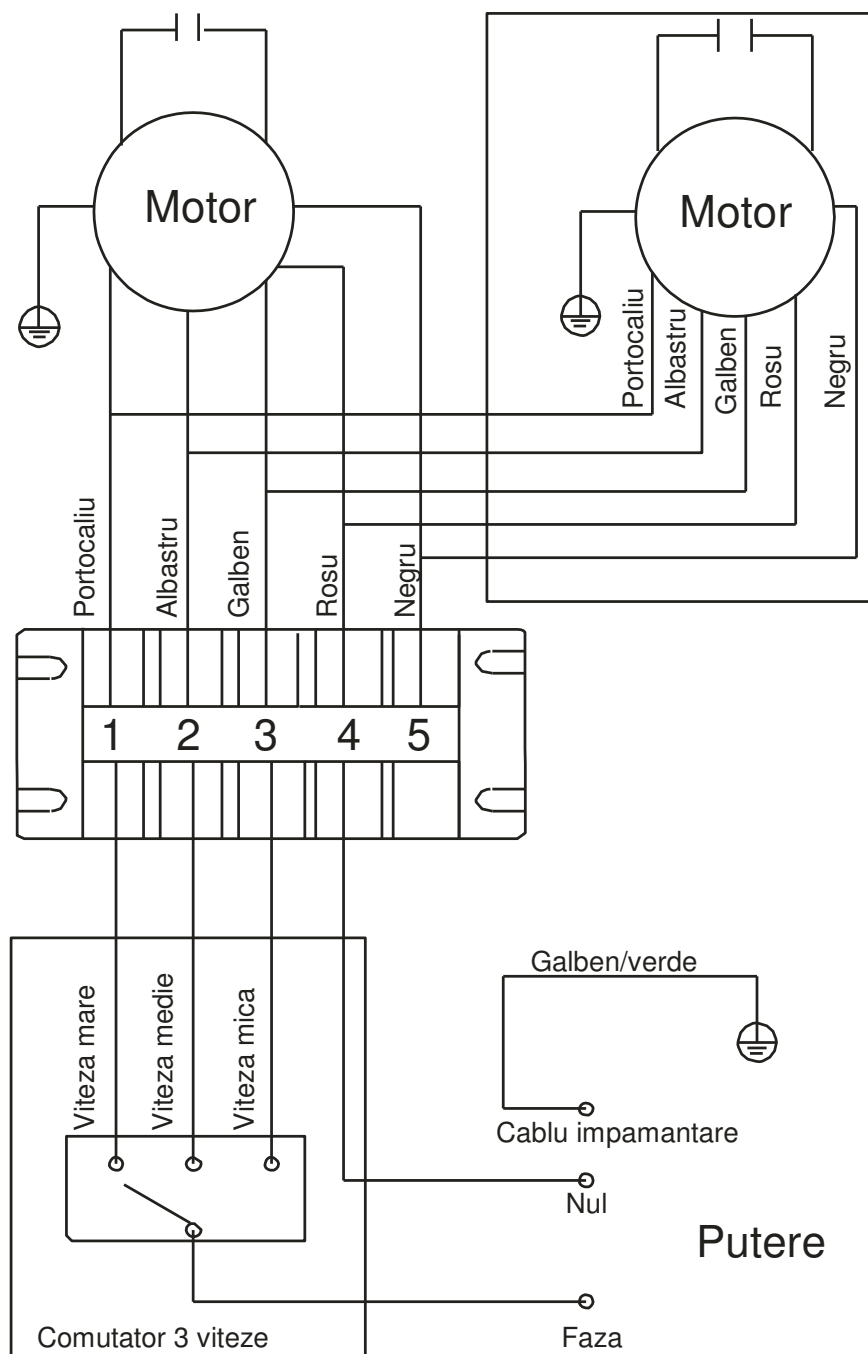 Motor
Motor
Portocaliu
Albastru
Galben
Rosu
Negru
Portocaliu
Albastru
Galben
Rosu
Negru
1 2 3 4 5
Viteza mare
Viteza medie
Viteza mica
Galben/verde
Cablu impamantare
Nul
Putere
Comutator 3 viteze
Faza